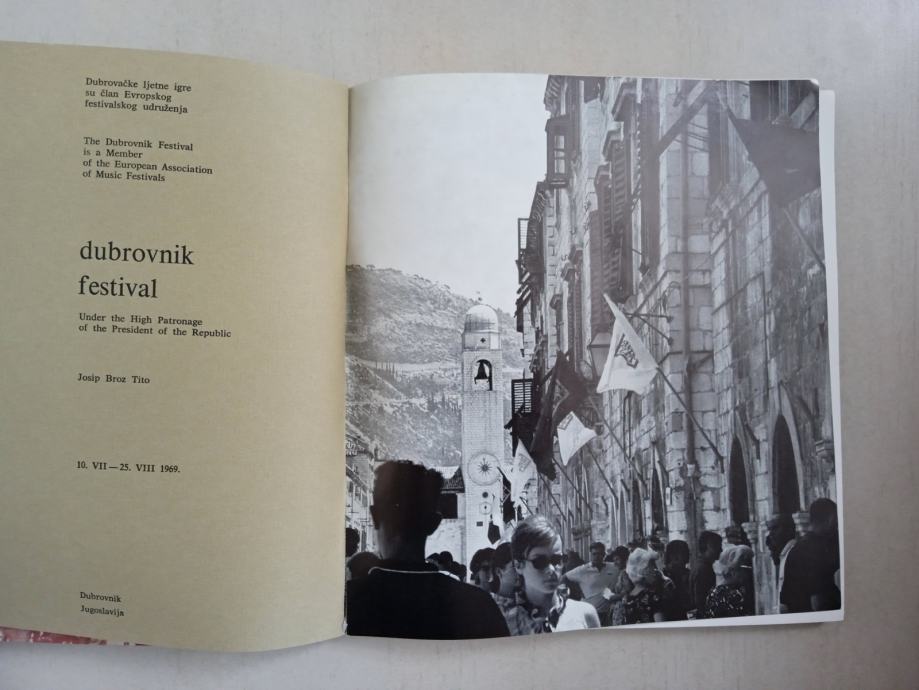 Dubrovačke ljetne igre
su član Evropskog
festivalskog udruženja
The Dubrovnik Festival
is a Member
of the European Association
of Music Festivals
dubrovnik
festival
Under the High Patronage
of the President of the Republic
Josip Broz Tito
10. VII — 25. VIII 1969.
Dubrovnik
Jugoslavija